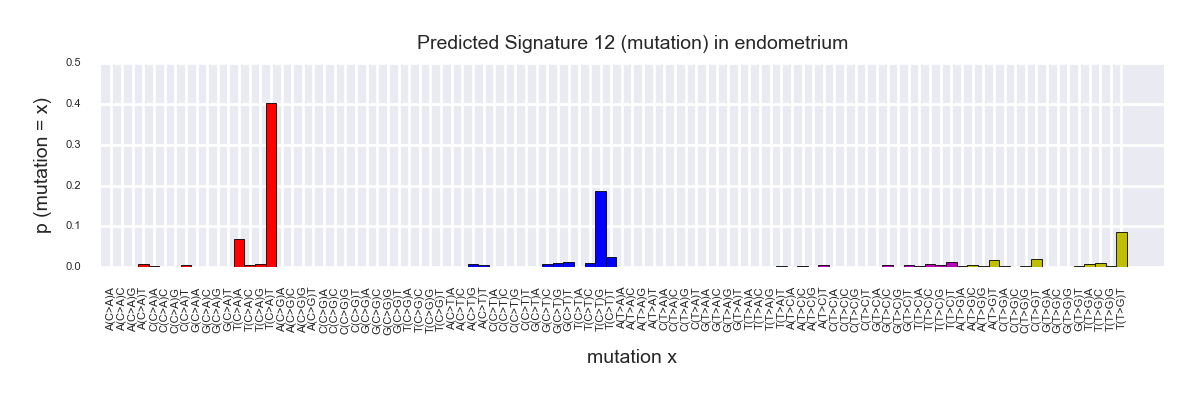 Predicted Signature 12 (mutation) in endometrium
p (mutation = x)
0.5
0.4
0.3
0.2
0.1
0.0
A(C>A)A
A(C>A)C
A(C>A)G
A(C>A)T
C(C>A)A
C(C>A)C
C(C>A)G
C(C>A)T
G(C>A)A
G(C>A)C
G(C>A)G
G(C>A)T
T(C>A)A
T(C>A)C
T(C>A)G
T(C>A)T
A(C>G)A
A(C>G)C
A(C>G)G
A(C>G)T
C(C>G)A
C(C>G)C
C(C>G)G
C(C>G)T
G(C>G)A
G(C>G)C
G(C>G)G
G(C>G)T
T(C>G)A
T(C>G)C
T(C>G)G
T(C>G)T
A(C>T)A
A(C>T)C
A(C>T)G
A(C>T)T
C(C>T)A
C(C>T)C
C(C>T)G
C(C>T)T
G(C>T)A
G(C>T)C
G(C>T)G
G(C>T)T
T(C>T)A
T(C>T)C
T(C>T)G
T(C>T)T
A(T>A)A
A(T>A)C
A(T>A)G
A(T>A)T
C(T>A)A
C(T>A)C
C(T>A)G
C(T>A)T
G(T>A)A
G(T>A)C
G(T>A)G
G(T>A)T
T(T>A)A
T(T>A)C
T(T>A)G
T(T>A)T
A(T>C)A
A(T>C)C
A(T>C)G
A(T>C)T
C(T>C)A
C(T>C)C
C(T>C)G
C(T>C)T
G(T>C)A
G(T>C)C
G(T>C)G
G(T>C)T
T(T>C)A
T(T>C)C
T(T>C)G
T(T>C)T
A(T>G)A
A(T>G)C
A(T>G)G
A(T>G)T
C(T>G)A
C(T>G)C
C(T>G)G
C(T>G)T
G(T>G)A
G(T>G)C
G(T>G)G
G(T>G)T
T(T>G)A
T(T>G)C
T(T>G)G
T(T>G)T
mutation x